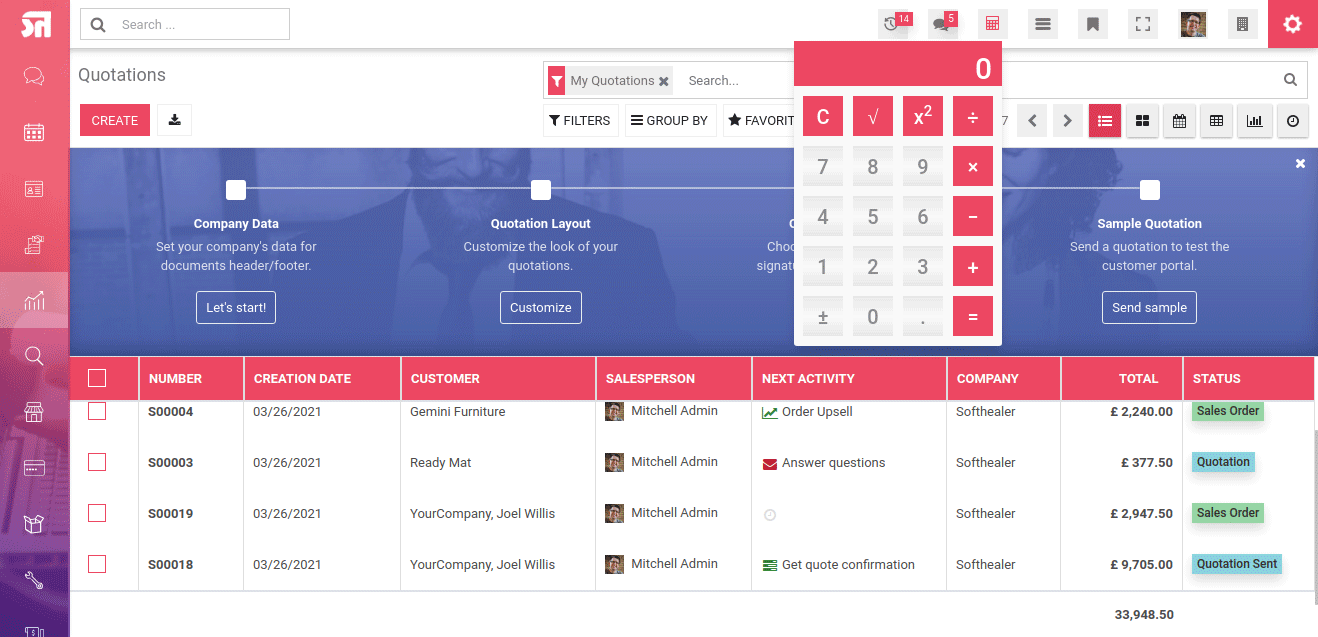 Search ...
14
5
Quotations
My Quotations
Search...
CREATE
FILTERS
GROUP BY
FAVORIT
7
0
C √ x² ÷
7 8 9 ×
4 5 6 −
1 2 3 +
± 0 . =
Company Data
Set your company's data for
documents header/footer.
Let's start!
Quotation Layout
Customize the look of your
quotations.
Customize
Sample Quotation
Send a quotation to test the
customer portal.
Send sample
NUMBER CREATION DATE CUSTOMER SALESPERSON NEXT ACTIVITY COMPANY TOTAL STATUS
S00004 03/26/2021 Gemini Furniture Mitchell Admin Order Upsell Softhealer £ 2,240.00 Sales Order
S00003 03/26/2021 Ready Mat Mitchell Admin Answer questions Softhealer £ 377.50 Quotation
S00019 03/26/2021 YourCompany, Joel Willis Mitchell Admin Softhealer £ 2,947.50 Sales Order
S00018 03/26/2021 YourCompany, Joel Willis Mitchell Admin Get quote confirmation Softhealer £ 9,705.00 Quotation Sent
33,948.50